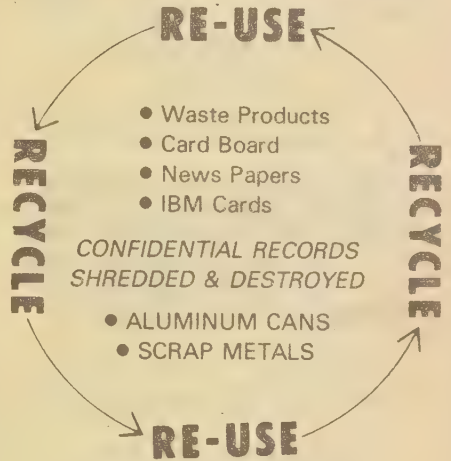 RE-USE
RECYCLE
RECYCLE
● Waste Products
● Card Board
● News Papers
● IBM Cards
CONFIDENTIAL RECORDS
SHREDDED & DESTROYED
● ALUMINUM CANS
● SCRAP METALS
RE-USE